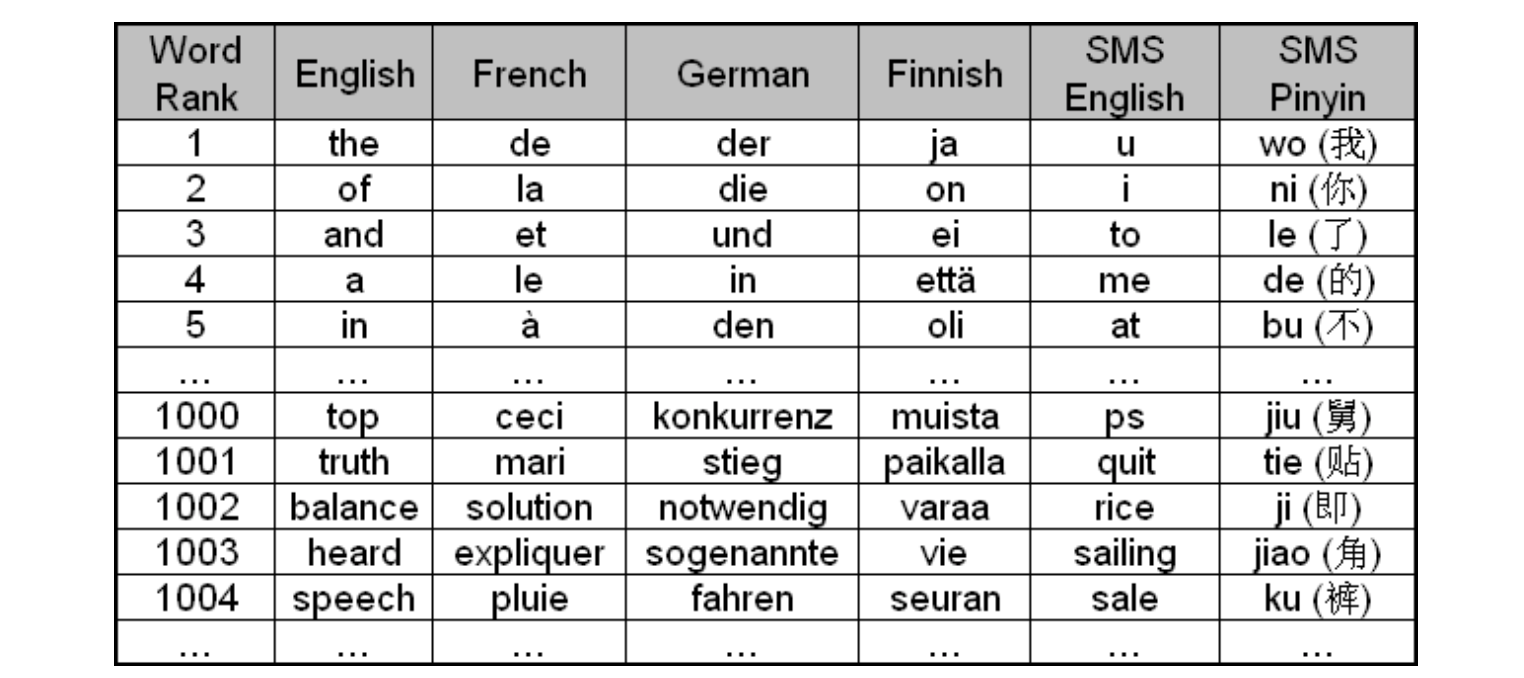 Word Rank English French German Finnish SMS English SMS Pinyin
1 the de der ja u wo (我)
2 of la die on i ni (你)
3 and et und ei to le (了)
4 a le in että me de (的)
5 in à den oli at bu (不)
... ... ... ... ... ... ...
1000 top ceci konkurrenz muista ps jiu (舅)
1001 truth mari stieg paikalla quit tie (贴)
1002 balance solution notwendig varaa rice ji (即)
1003 heard expliquer sogenannte vie sailing jiao (角)
1004 speech pluie fahren seuran sale ku (裤)
... ... ... ... ... ... ...